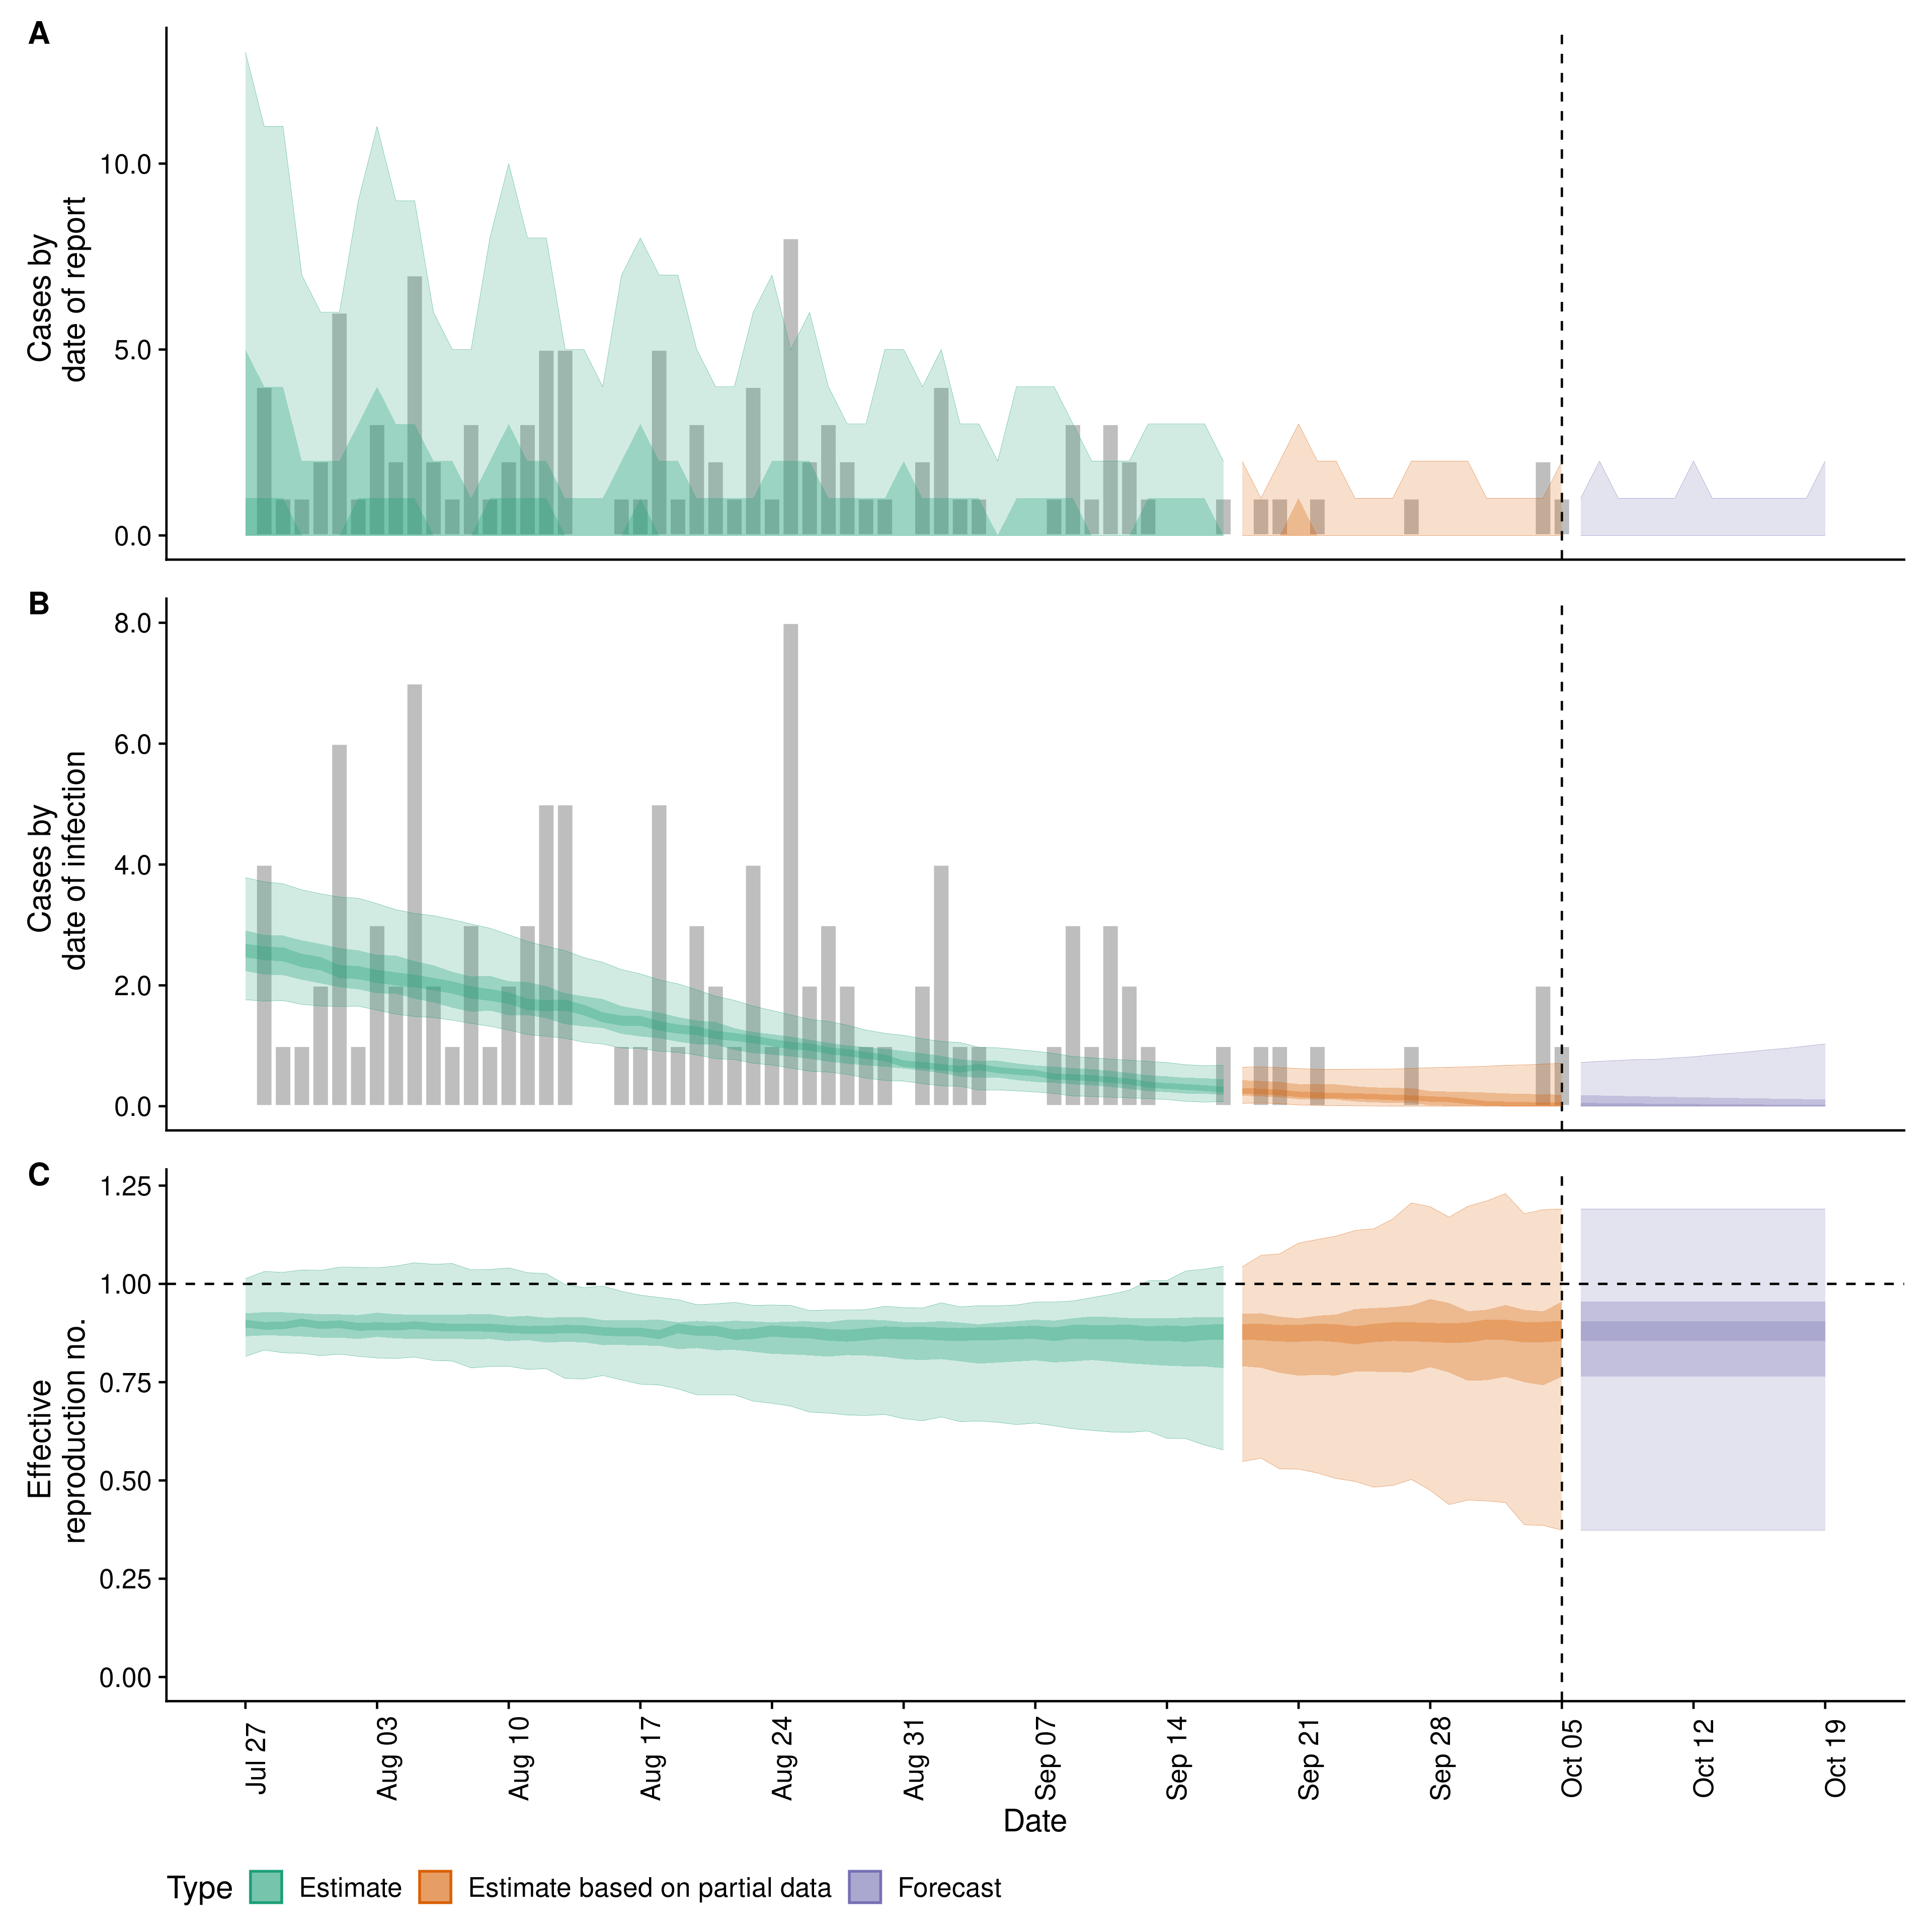 A
Cases by
date of report
10.0
5.0
0.0
B
Cases by
date of infection
8.0
6.0
4.0
2.0
0.0
C
Effective
reproduction no.
1.25
1.00
0.75
0.50
0.25
0.00
Jul 27
Aug 03
Aug 10
Aug 17
Aug 24
Aug 31
Sep 07
Sep 14
Sep 21
Sep 28
Oct 05
Oct 12
Oct 19
Date
Type Estimate Estimate based on partial data Forecast